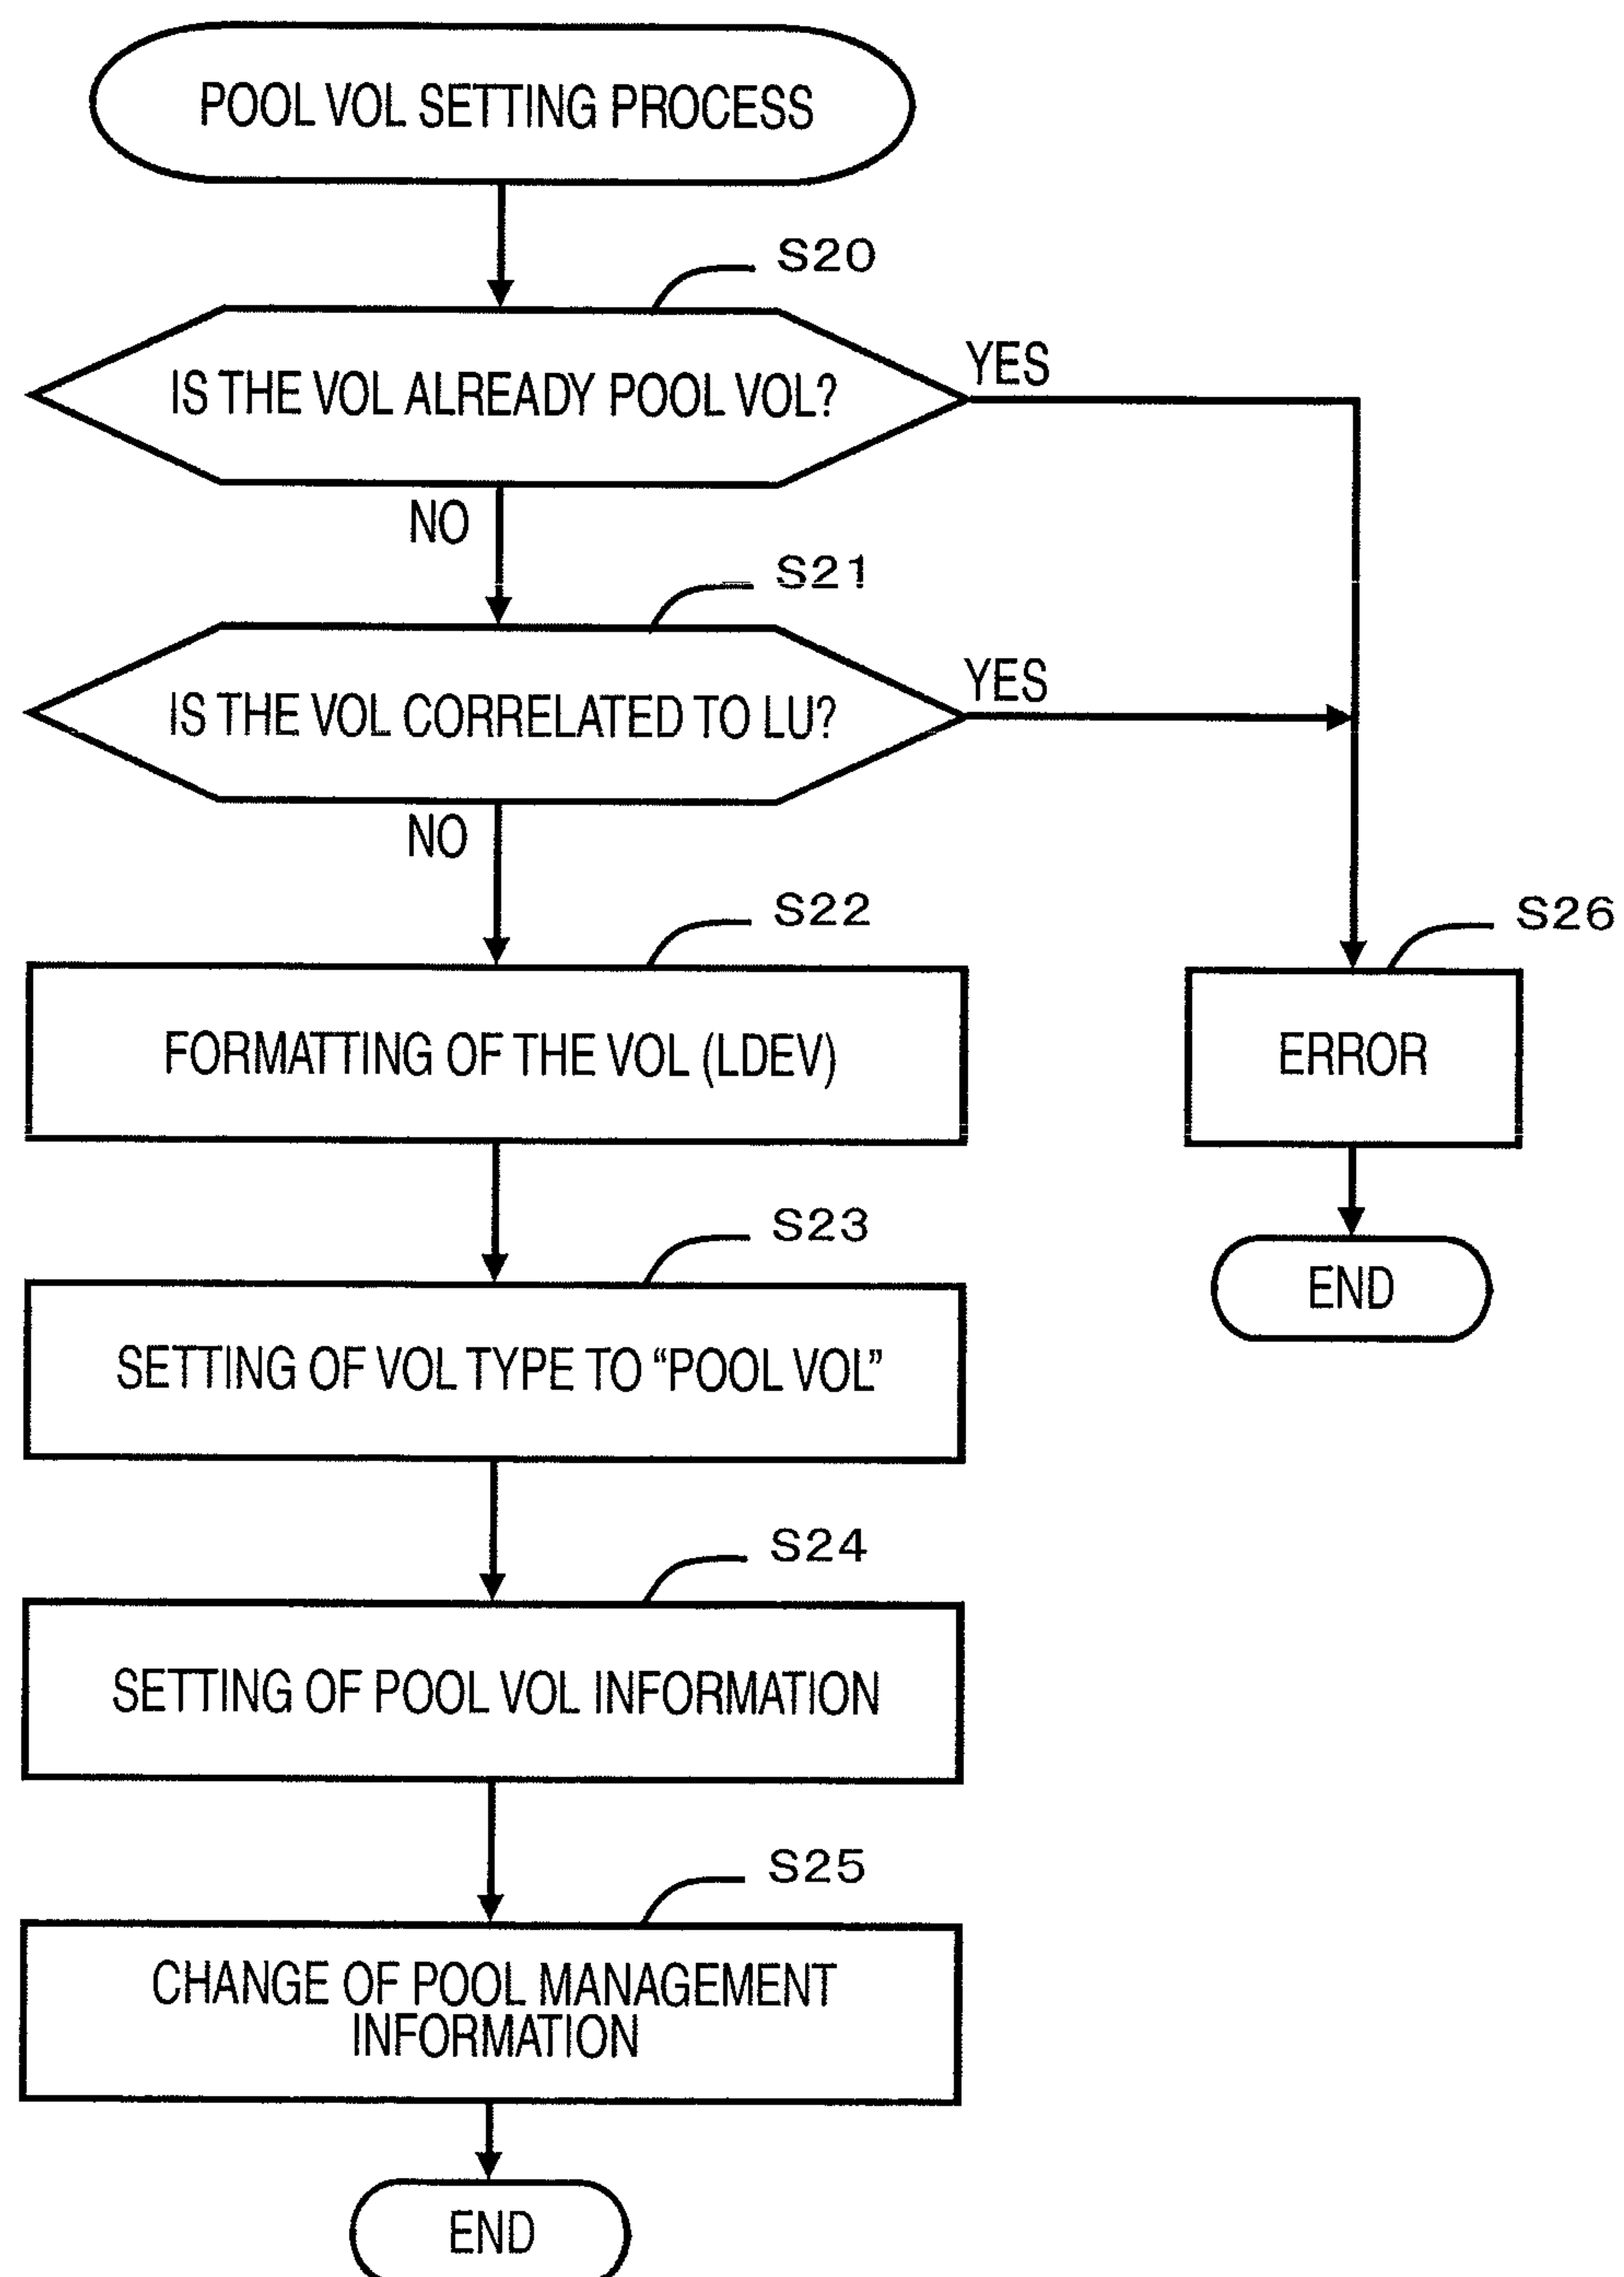 POOL VOL SETTING PROCESS
S20
IS THE VOL ALREADY POOL VOL?
YES
NO
S21
IS THE VOL CORRELATED TO LU?
YES
NO
S22
FORMATTING OF THE VOL (LDEV)
S26
ERROR
END
S23
SETTING OF VOL TYPE TO “POOL VOL”
S24
SETTING OF POOL VOL INFORMATION
S25
CHANGE OF POOL MANAGEMENT
INFORMATION
END